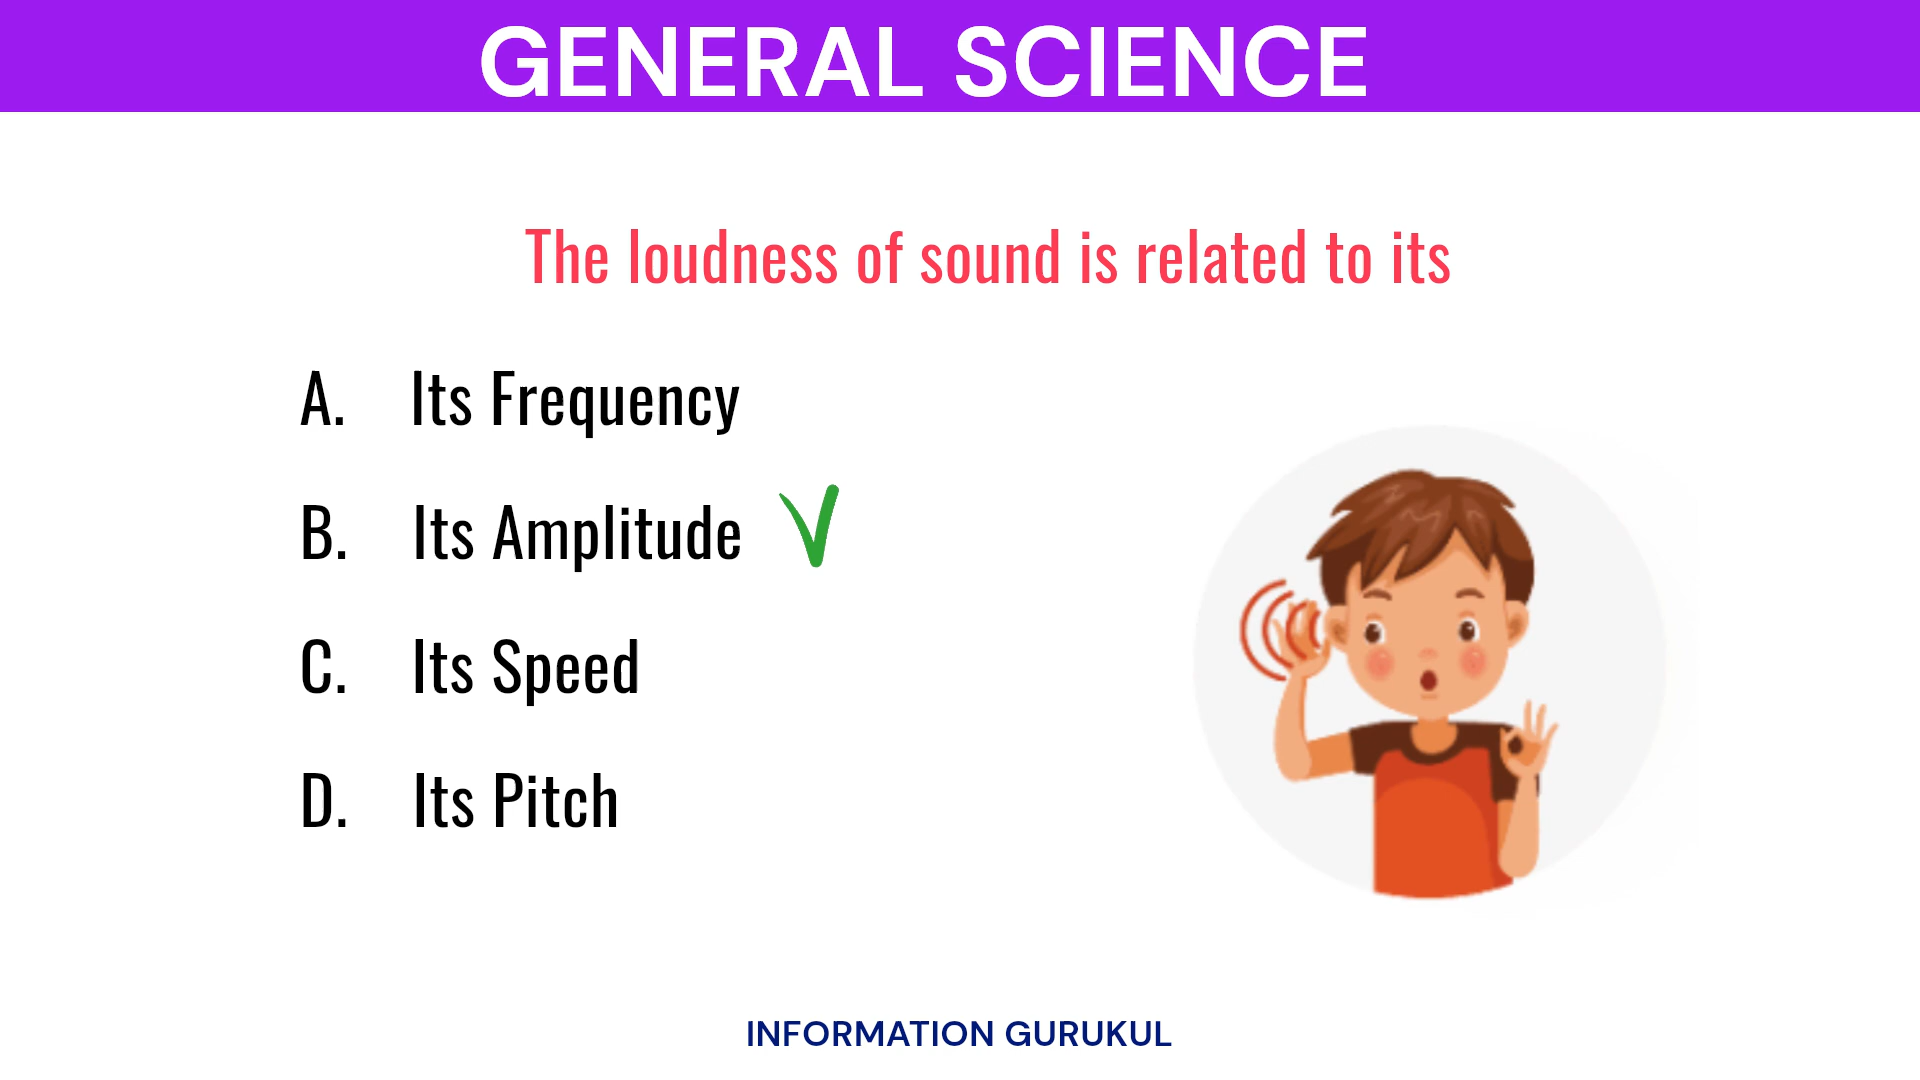 GENERAL SCIENCE
The loudness of sound is related to its
A. Its Frequency
B. Its Amplitude
C. Its Speed
D. Its Pitch
INFORMATION GURUKUL